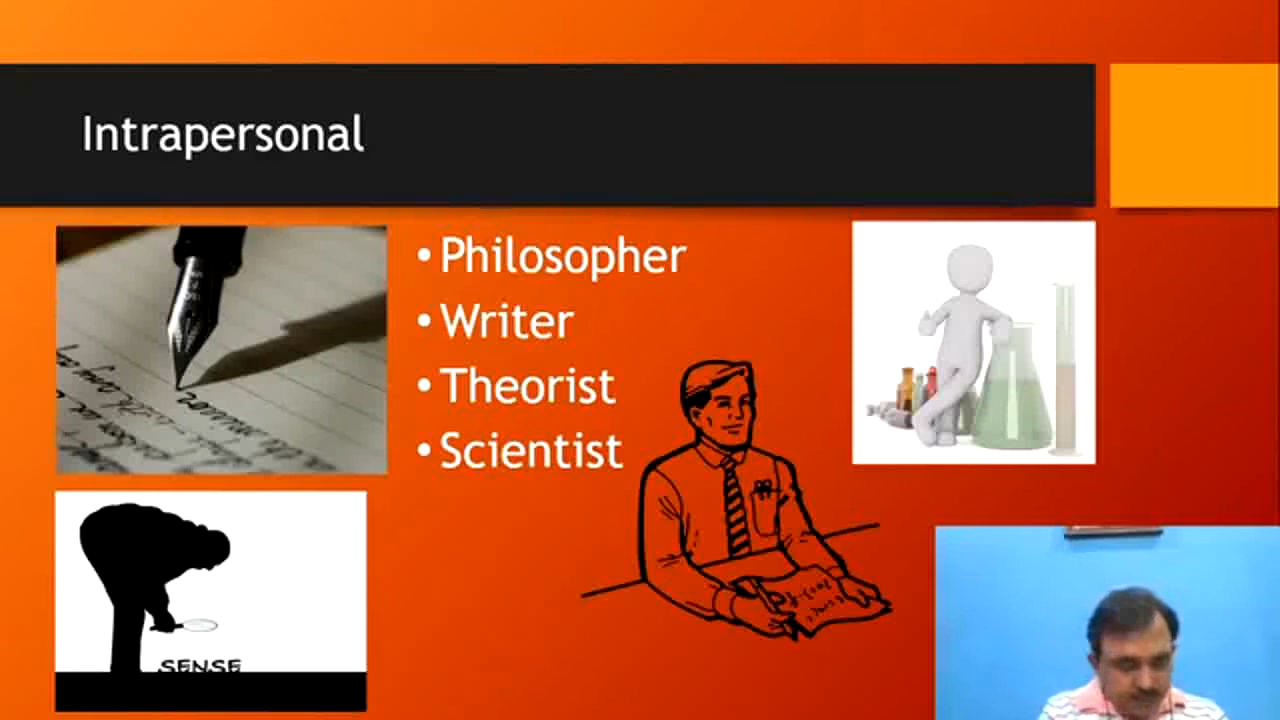 Intrapersonal
• Philosopher
• Writer
• Theorist
• Scientist
SENSE